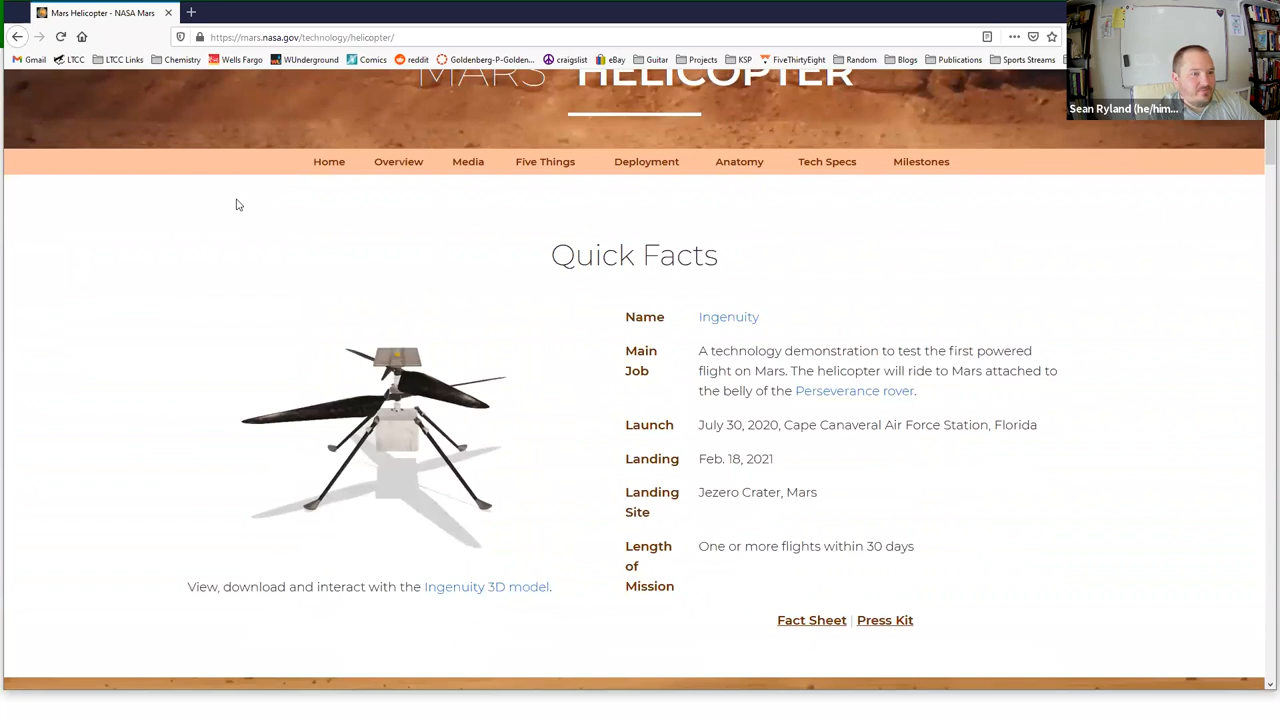 Mars Helicopter - NASA Mars
https://mars.nasa.gov/technology/helicopter/
Gmail LTCC LTCC Links Chemistry Wells Fargo WUnderground Comics reddit Goldenberg-P-Golden... craigslist eBay Guitar Projects KSP FiveThirtyEight Random Blogs Publications Sports Streams
MARS HELICOPTER
Sean Ryland (he/him...
Home Overview Media Five Things Deployment Anatomy Tech Specs Milestones
Quick Facts
Name Ingenuity
Main Job
A technology demonstration to test the first powered
flight on Mars. The helicopter will ride to Mars attached to
the belly of the Perseverance rover.
Launch July 30, 2020, Cape Canaveral Air Force Station, Florida
Landing Feb. 18, 2021
Landing Site
Jezero Crater, Mars
Length of Mission
One or more flights within 30 days
View, download and interact with the Ingenuity 3D model.
Fact Sheet | Press Kit